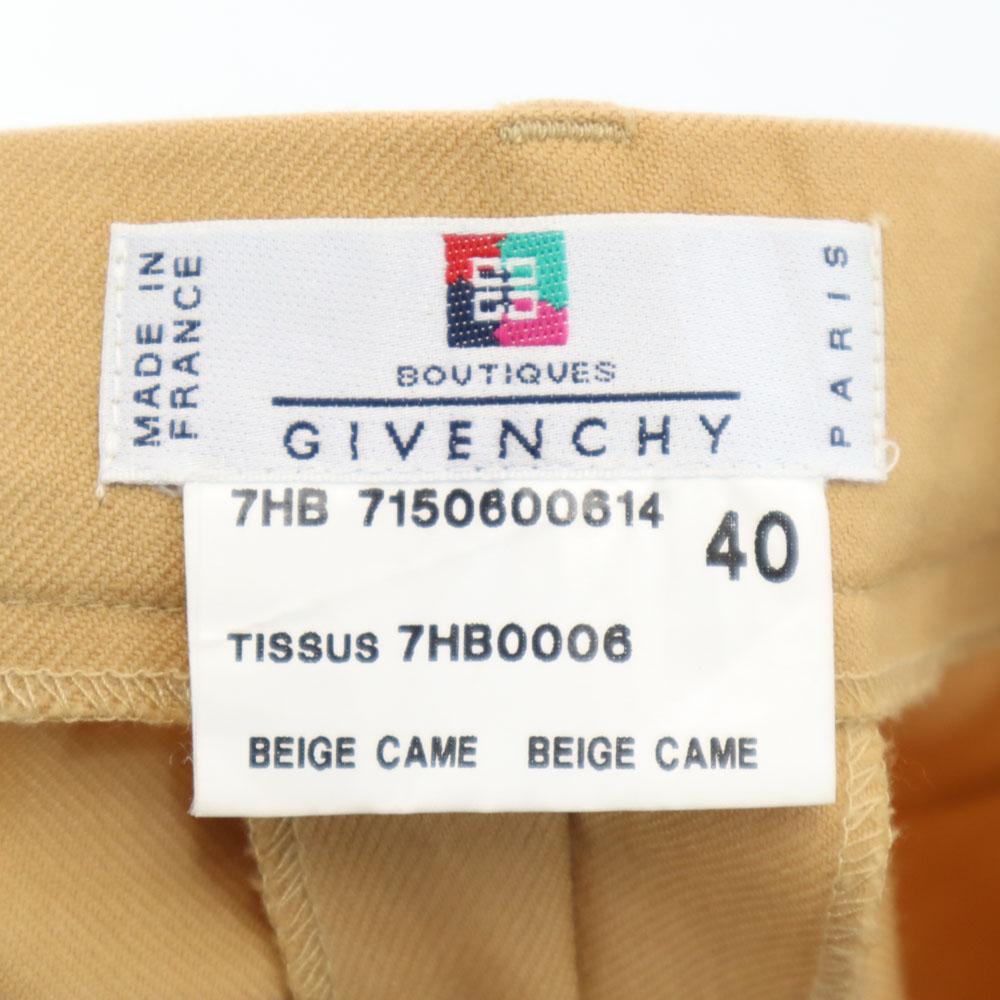 MADE IN
FRANCE
BOUTIQUES
GIVENCHY
PARIS
7HB 7150600614
40
TISSUS 7HB0006
BEIGE CAME BEIGE CAME